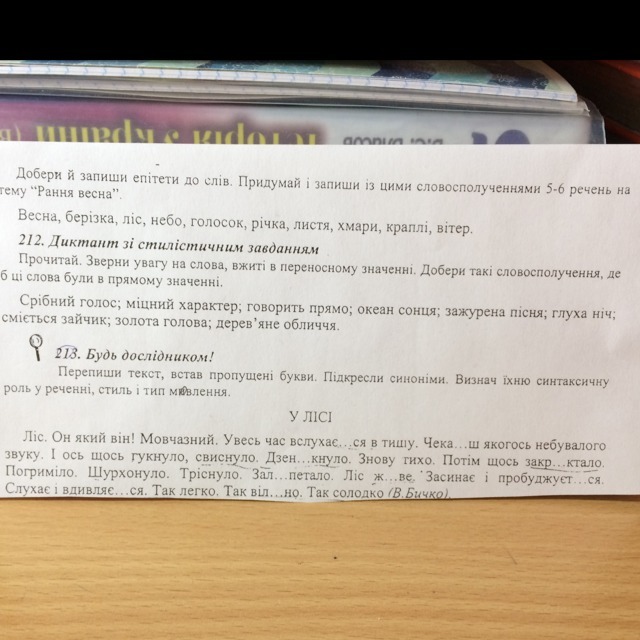 Історія України (в
В.С. Власов
Добери й запиши епітети до слів. Придумай і запиши із цими словосполученнями 5-6 речень на
тему “Рання весна”.
Весна, берізка, ліс, небо, голосок, річка, листя, хмари, краплі, вітер.
212. Диктант зі стилістичним завданням
Прочитай. Зверни увагу на слова, вжиті в переносному значенні. Добери такі словосполучення, де
б ці слова були в прямому значенні.
Срібний голос; міцний характер; говорить прямо; океан сонця; зажурена пісня; глуха ніч;
сміється зайчик; золота голова; дерев’яне обличчя.
213. Будь дослідником!
Перепиши текст, встав пропущені букви. Підкресли синоніми. Визнач їхню синтаксичну
роль у реченні, стиль і тип мовлення.
У ЛІСІ
Ліс. Он який він! Мовчазний. Увесь час вслухає...ся в тишу. Чека...ш якогось небувалого
звуку. І ось щось гукнуло, свиснуло. Дзен...кнуло. Знову тихо. Потім щось закр...ктало.
Погриміло. Шурхонуло. Тріснуло. Зал...петало. Ліс ж...ве. Засинає і пробуджуєт...ся.
Слухає і вдивляє...ся. Так легко. Так віл...но. Так солодко (В.Бичко).